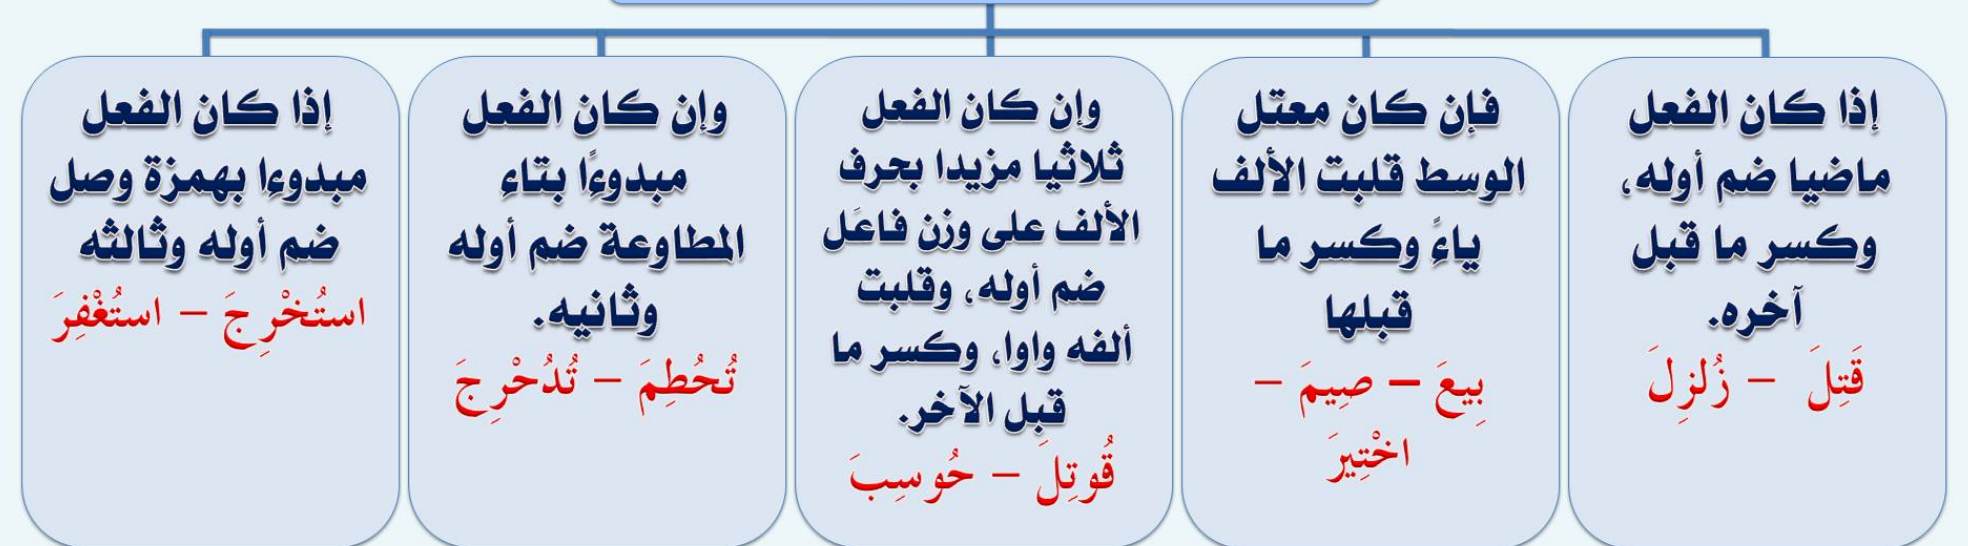 إذا كان الفعل
ماضيا ضم أوله،
وكسر ما قبل
آخره.
قَتِلَ – زُلزِلَ
فإن كان معتل
الوسط قلبت الألف
ياءً وكسر ما
قبلها
بِيعَ – صِيمَ –
اخْتِيرَ
وإن كان الفعل
ثلاثيا مزيدا بحرف
الألف على وزن فاعَل
ضم أوله، وقلبت
ألفه واوا، وكسر ما
قبل الآخر.
قُوتِلَ – حُوسِبَ
وإن كان الفعل
مبدوءًا بتاء
المطاوعة ضم أوله
وثانيه.
تُحُطِمَ – تُدُحْرِجَ
إذا كان الفعل
مبدوءا بهمزة وصل
ضم أوله وثالثه
استُخْرِجَ – استُغْفِرَ